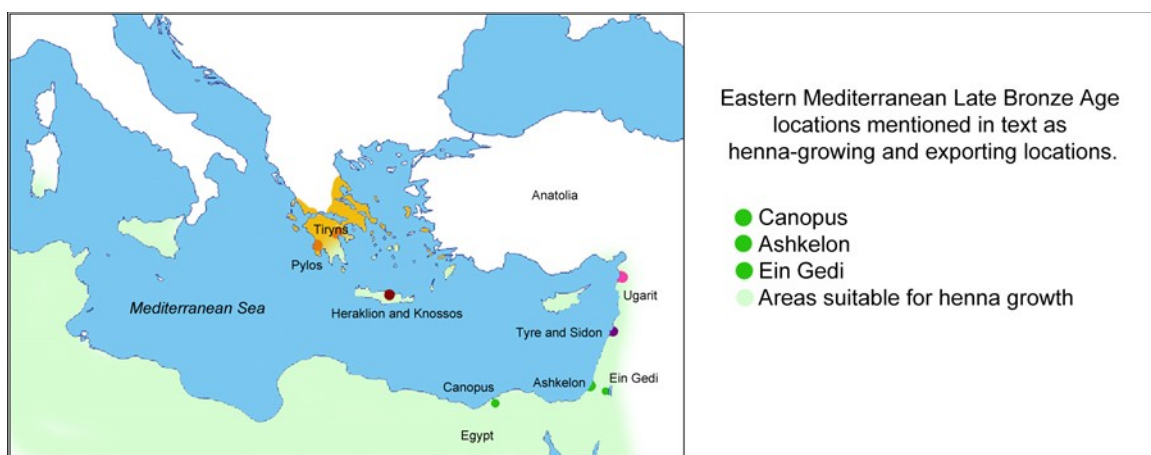 Eastern Mediterranean Late Bronze Age
locations mentioned in text as
henna-growing and exporting locations.
Canopus
Ashkelon
Ein Gedi
Areas suitable for henna growth
Anatolia
Tiryns
Pylos
Mediterranean Sea
Heraklion and Knossos
Ugarit
Tyre and Sidon
Ashkelon
Ein Gedi
Canopus
Egypt